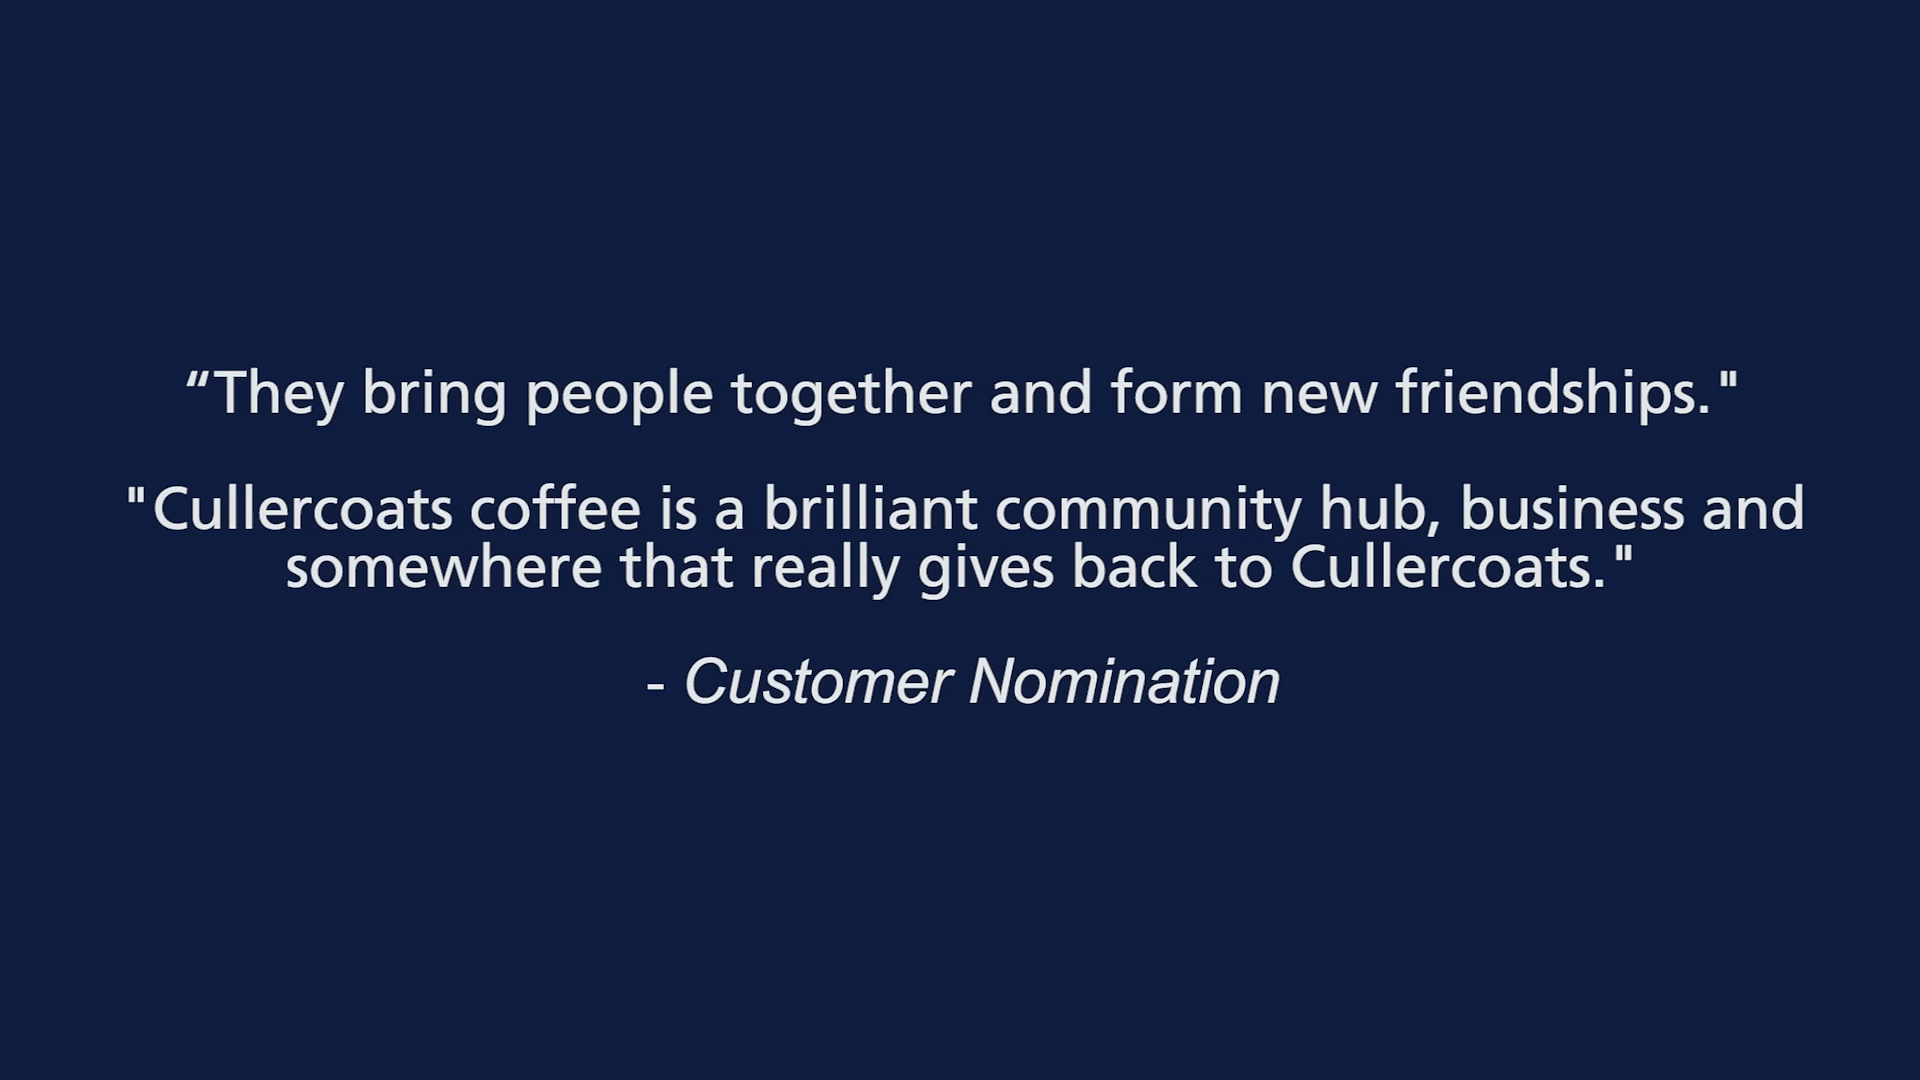 “They bring people together and form new friendships."
"Cullercoats coffee is a brilliant community hub, business and
somewhere that really gives back to Cullercoats."
- Customer Nomination